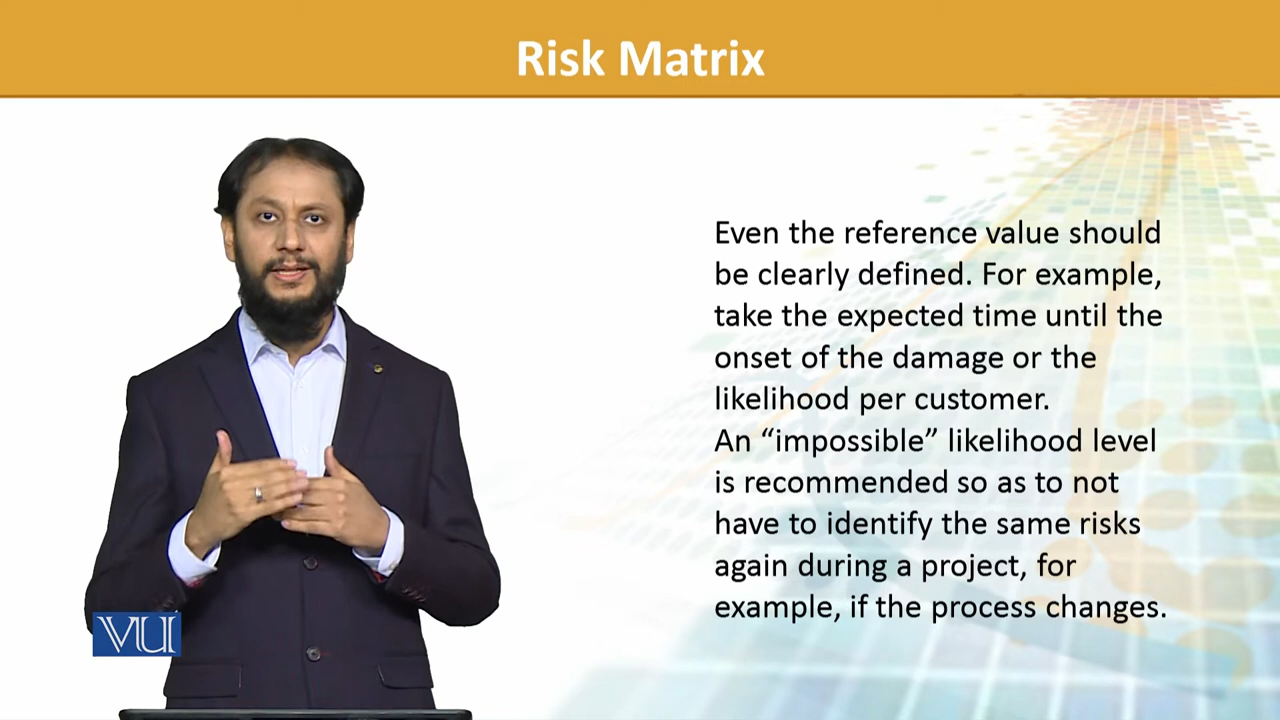 Risk Matrix
Even the reference value should
be clearly defined. For example,
take the expected time until the
onset of the damage or the
likelihood per customer.
An “impossible” likelihood level
is recommended so as to not
have to identify the same risks
again during a project, for
example, if the process changes.
VU